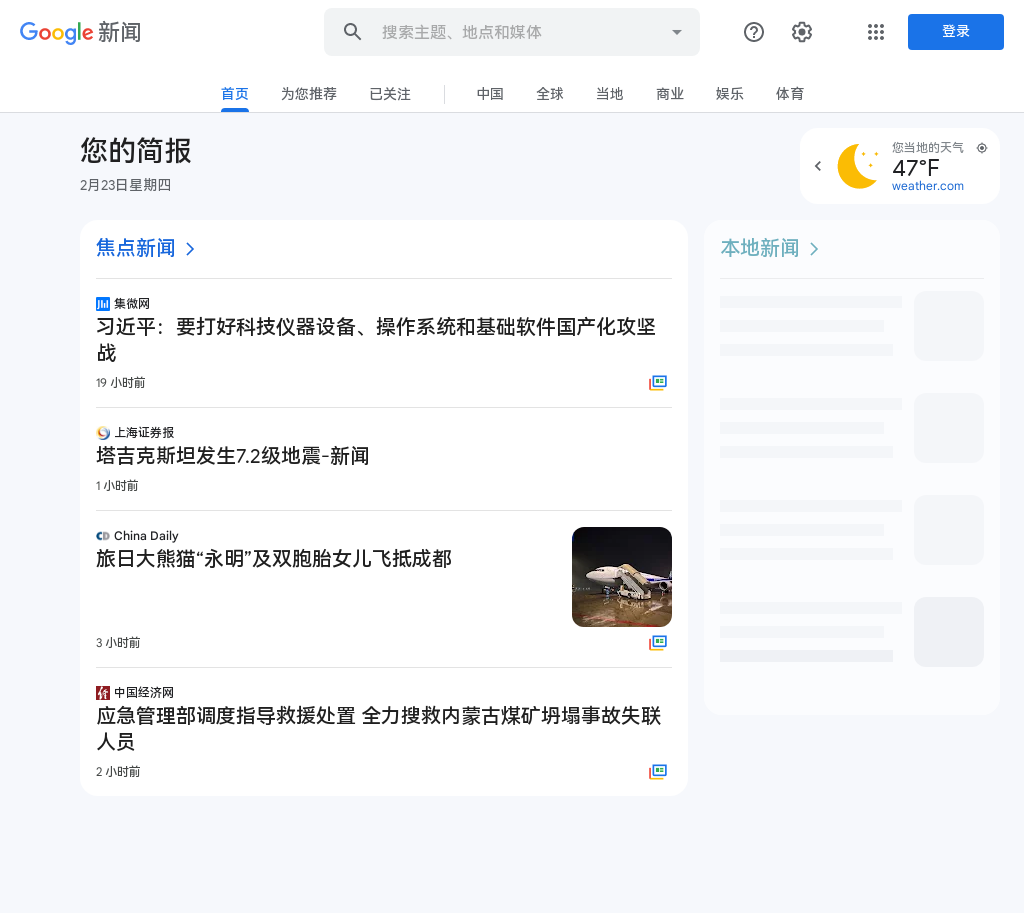 Google 新闻
搜索主题、地点和媒体
登录
首页 为您推荐 已关注 中国 全球 当地 商业 娱乐 体育
您的简报
2月23日星期四
您当地的天气
47°F
weather.com
焦点新闻
集微网
习近平：要打好科技仪器设备、操作系统和基础软件国产化攻坚
战
19 小时前
上海证券报
塔吉克斯坦发生7.2级地震-新闻
1 小时前
China Daily
旅日大熊猫“永明”及双胞胎女儿飞抵成都
3 小时前
中国经济网
应急管理部调度指导救援处置 全力搜救内蒙古煤矿坍塌事故失联
人员
2 小时前
本地新闻